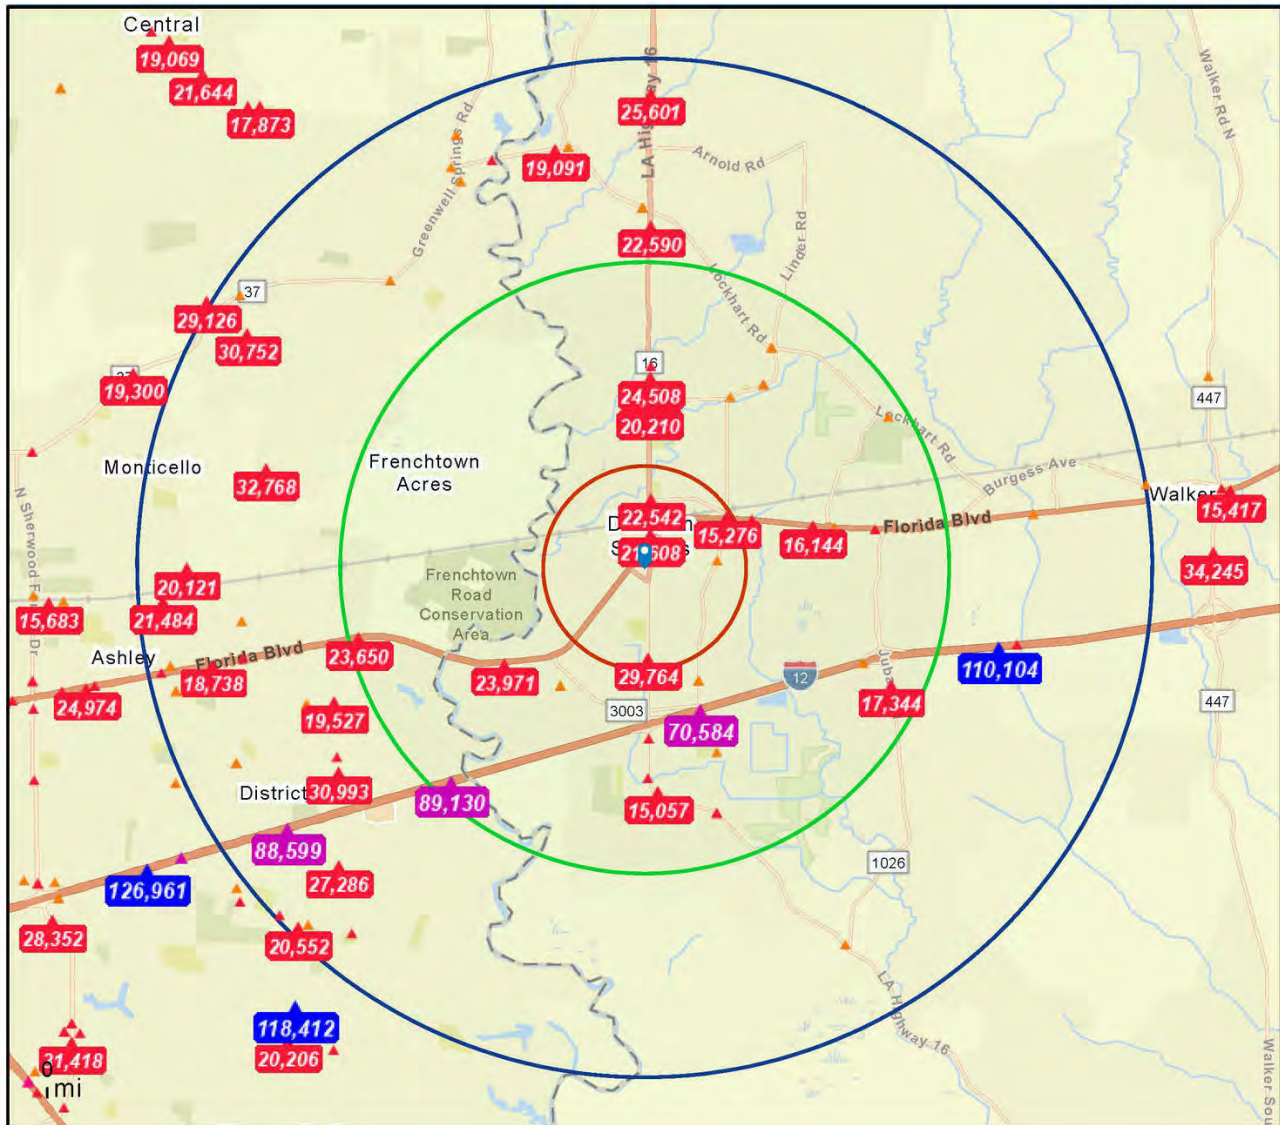 Central
19,069
21,644
17,873
LA Highway 16
25,601
19,091
Arnold Rd
Walker Rd N
Greenwell Springs Rd
22,590
Linder Rd
37
29,126
30,752
Lockhart Rd
19,300
16
24,508
20,210
447
Lockhart Rd
Monticello
Frenchtown
Acres
32,768
Burgess Ave
Walker
15,417
N Sherwood
22,542
15,276
Florida Blvd
16,144
34,245
20,121
Frenchtown
Road
Conservation
Area
15,683
21,484
Ashley
Florida Blvd
23,650
18,738
23,971
29,764
12
110,104
24,974
19,527
3003
70,584
17,344
447
District
30,993
89,130
15,057
88,599
126,961
27,286
1026
28,352
20,552
118,412
20,206
LA Highway 16
mi